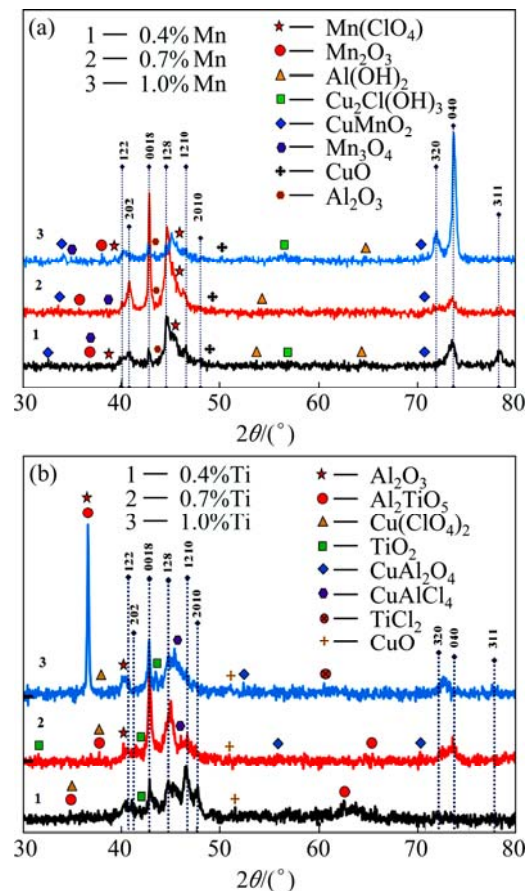 (a)
1 — 0.4% Mn
2 — 0.7% Mn
3 — 1.0% Mn
Mn(ClO₄)
Mn₂O₃
Al(OH)₂
Cu₂Cl(OH)₃
CuMnO₂
Mn₃O₄
CuO
Al₂O₃
122
202
0018
128
1210
2010
320
040
311
3
2
1
30 40 50 60 70 80
2θ/(°)
(b)
1 — 0.4%Ti
2 — 0.7%Ti
3 — 1.0%Ti
Al₂O₃
Al₂TiO₅
Cu(ClO₄)₂
TiO₂
CuAl₂O₄
CuAlCl₄
TiCl₂
CuO
122
202
0018
128
1210
2010
320
040
311
3
2
1
30 40 50 60 70 80
2θ/(°)